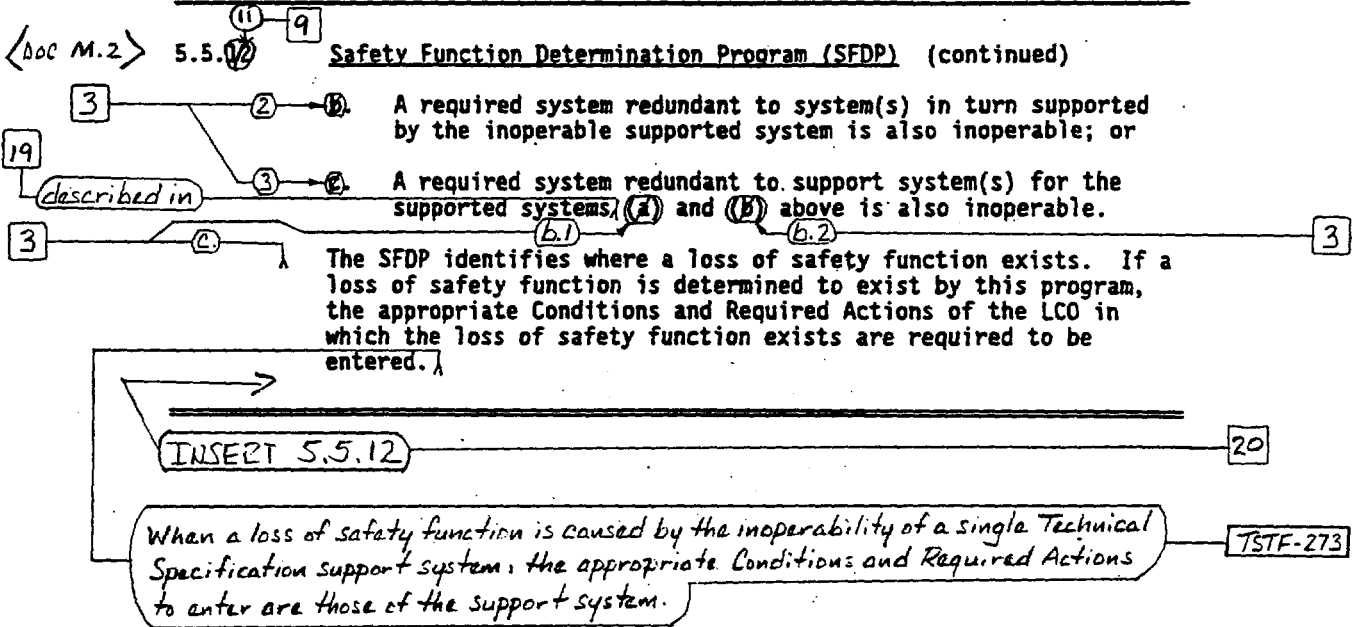 11 9
<DOC M.2> 5.5.12 Safety Function Determination Program (SFDP) (continued)
3 2 b. A required system redundant to system(s) in turn supported
by the inoperable supported system is also inoperable; or
19
described in 3 c. A required system redundant to support system(s) for the
supported systems (a) and (b) above is also inoperable.
3 c. b.1 b.2 3
The SFDP identifies where a loss of safety function exists. If a
loss of safety function is determined to exist by this program,
the appropriate Conditions and Required Actions of the LCO in
which the loss of safety function exists are required to be
entered.
INSERT 5.5.12 20
When a loss of safety function is caused by the inoperability of a single Technical
Specification support system, the appropriate Conditions and Required Actions
to enter are those of the support system.
TSTF-273